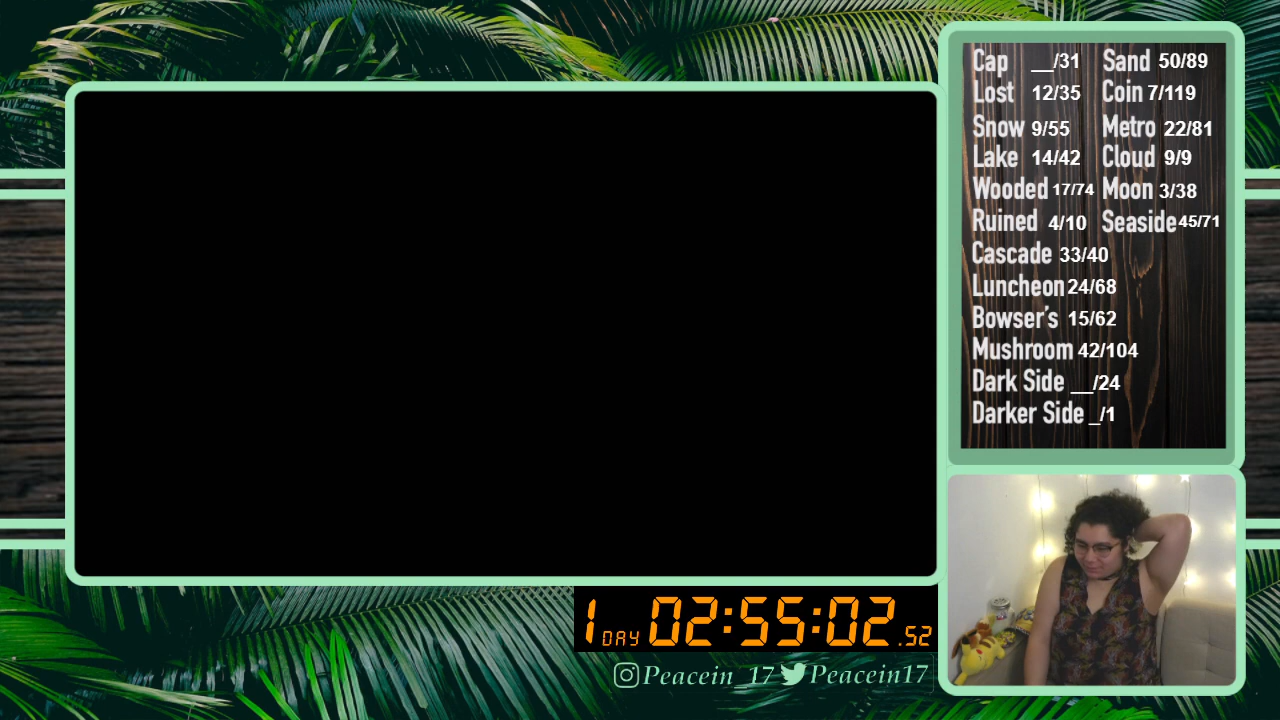 Cap __/31 Sand 50/89
Lost 12/35 Coin 7/119
Snow 9/55 Metro 22/81
Lake 14/42 Cloud 9/9
Wooded 17/74 Moon 3/38
Ruined 4/10 Seaside 45/71
Cascade 33/40
Luncheon 24/68
Bowser's 15/62
Mushroom 42/104
Dark Side __/24
Darker Side _/1
1 DAY 02:55:02.52
Peacein_17 Peacein17